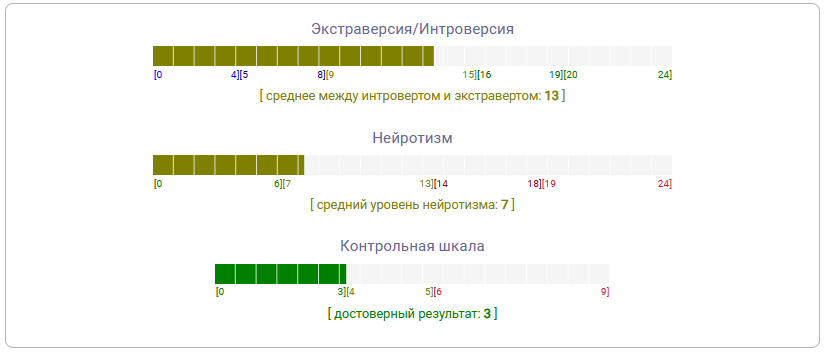 Экстраверсия/Интроверсия
[0 4][5 8][9 15][16 19][20 24]
[ среднее между интровертом и экстравертом: 13 ]
Нейротизм
[0 6][7 13][14 18][19 24]
[ средний уровень нейротизма: 7 ]
Контрольная шкала
[0 3][4 5][6 9]
[ достоверный результат: 3 ]